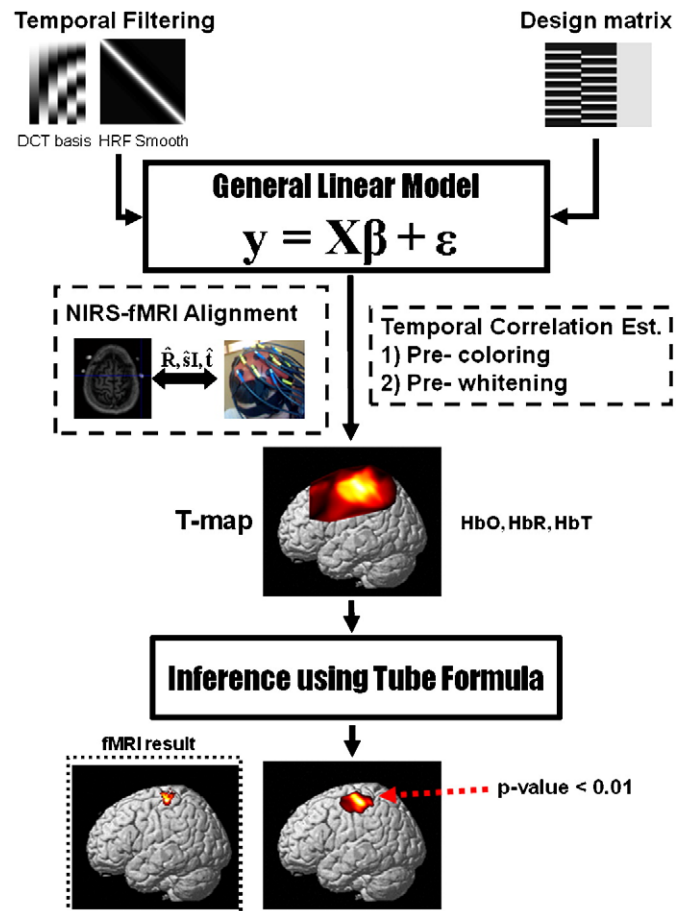 Temporal Filtering
Design matrix
DCT basis HRF Smooth
General Linear Model
y = Xβ + ε
NIRS-fMRI Alignment
R̂, ŝI, t̂
Temporal Correlation Est.
1) Pre- coloring
2) Pre- whitening
T-map
HbO, HbR, HbT
Inference using Tube Formula
fMRI result
p-value < 0.01